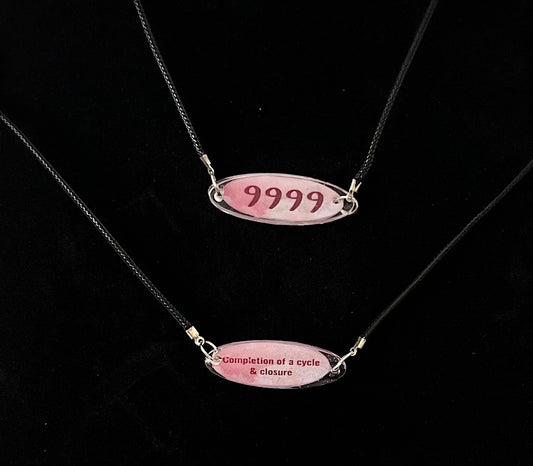 9999
Completion of a cycle
& closure